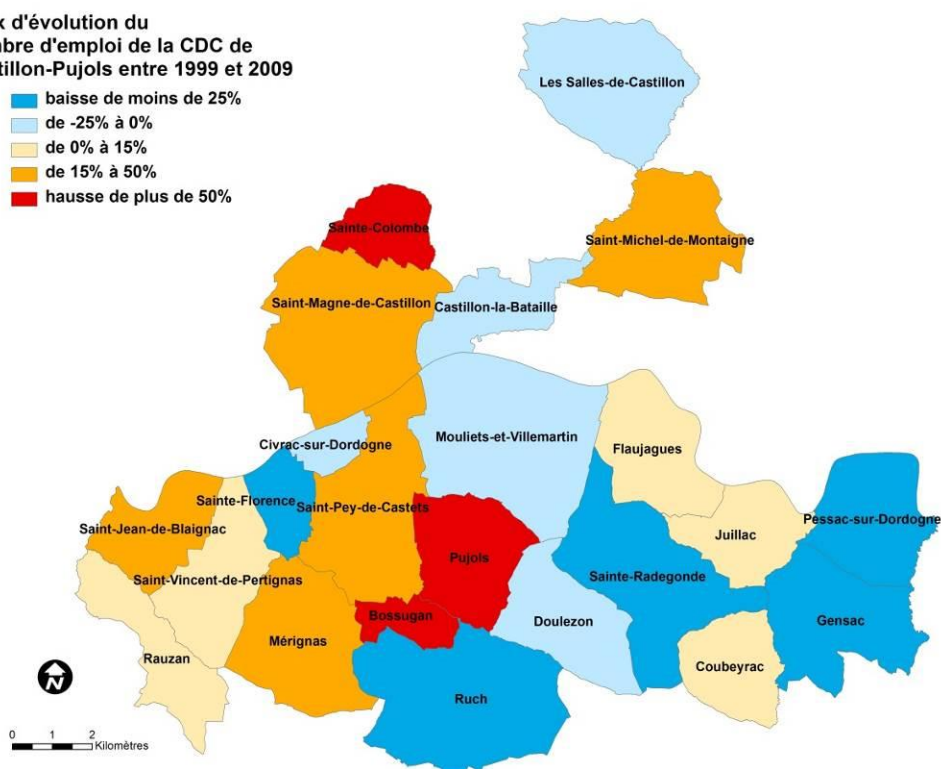 x d'évolution du
bre d'emploi de la CDC de
tillon-Pujols entre 1999 et 2009
baisse de moins de 25%
de -25% à 0%
de 0% à 15%
de 15% à 50%
hausse de plus de 50%
Les Salles-de-Castillon
Sainte-Colombe
Saint-Michel-de-Montaigne
Saint-Magne-de-Castillon
Castillon-la-Bataille
Civrac-sur-Dordogne
Mouliets-et-Villemartin
Flaujagues
Sainte-Florence
Saint-Pey-de-Castets
Saint-Jean-de-Blaignac
Pessac-sur-Dordogne
Juillac
Pujols
Sainte-Radegonde
Saint-Vincent-de-Pertignas
Bossugan
Doulezon
Gensac
Mérignas
Rauzan
Coubeyrac
Ruch
N
0 1 2
Kilomètres